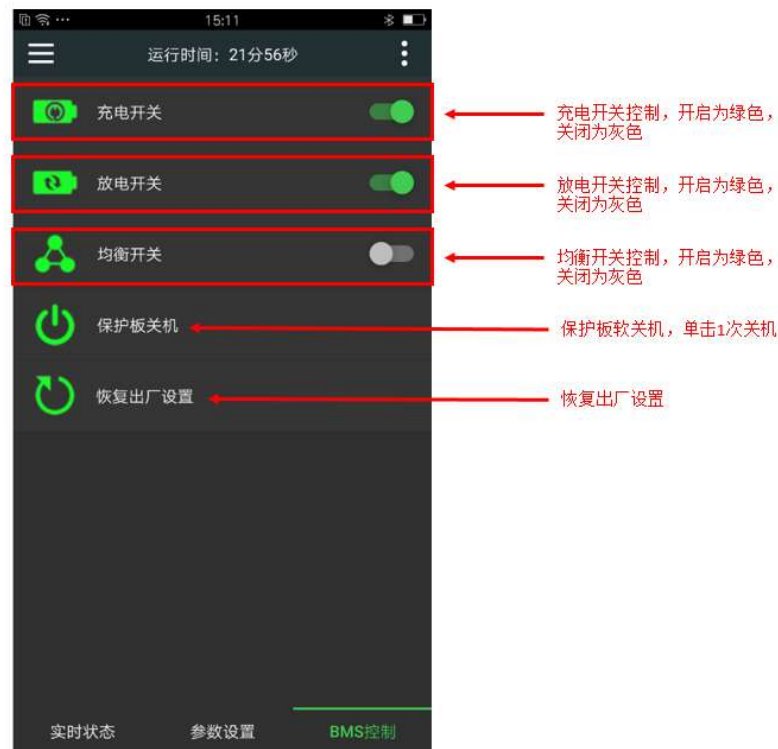 15:11
运行时间：21分56秒
充电开关
充电开关控制，开启为绿色，
关闭为灰色
放电开关
放电开关控制，开启为绿色，
关闭为灰色
均衡开关
均衡开关控制，开启为绿色，
关闭为灰色
保护板关机
保护板软关机，单击1次关机
恢复出厂设置
恢复出厂设置
实时状态
参数设置
BMS控制